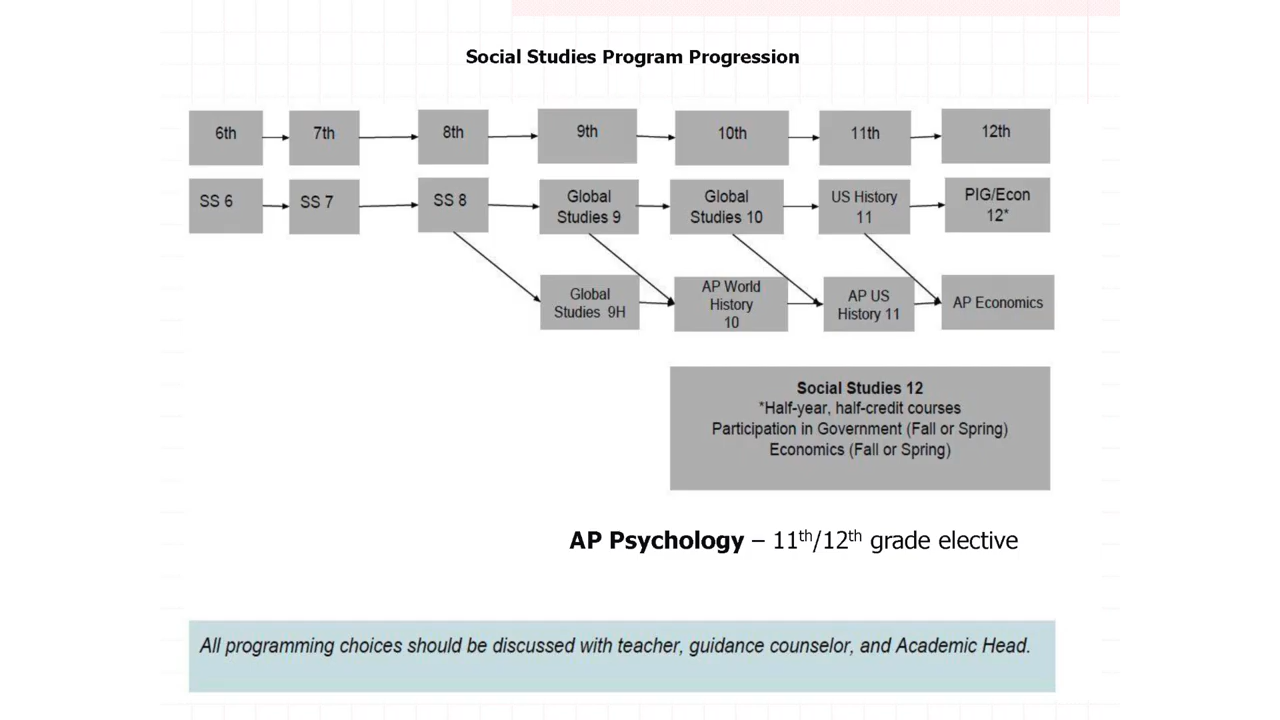 Social Studies Program Progression
6th
7th
8th
9th
10th
11th
12th
SS 6
SS 7
SS 8
Global
Studies 9
Global
Studies 10
US History
11
PIG/Econ
12*
Global
Studies 9H
AP World
History
10
AP US
History 11
AP Economics
Social Studies 12
*Half-year, half-credit courses
Participation in Government (Fall or Spring)
Economics (Fall or Spring)
AP Psychology – 11th/12th grade elective
All programming choices should be discussed with teacher, guidance counselor, and Academic Head.